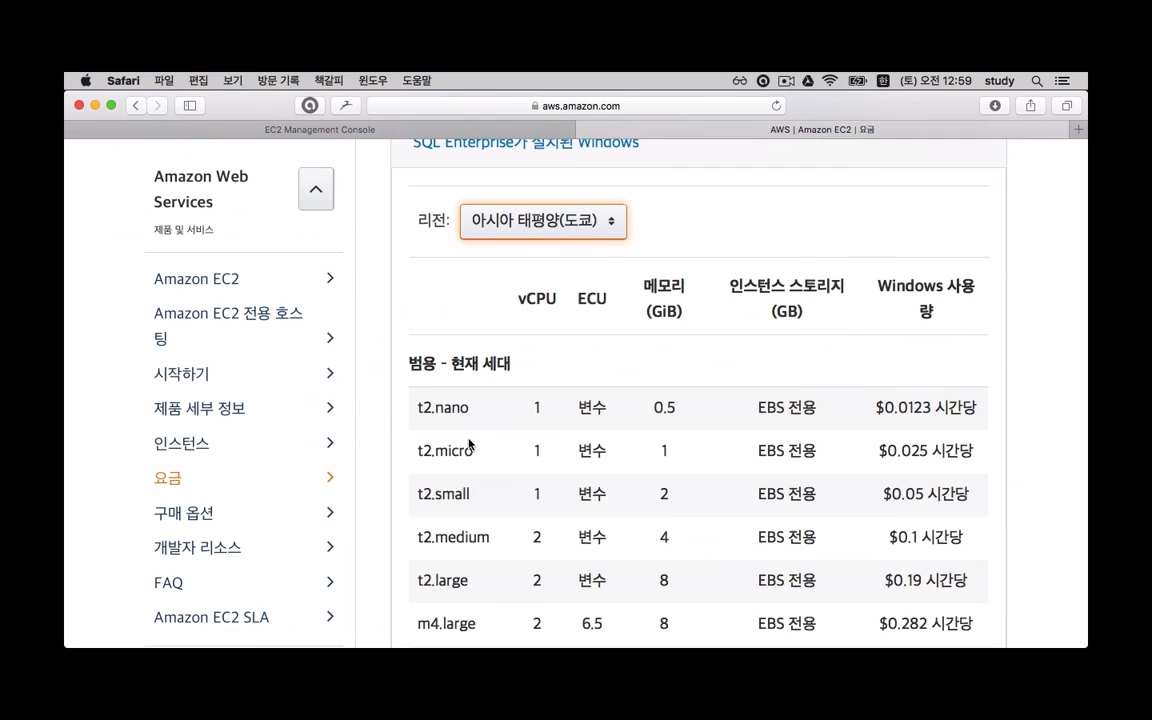 Safari 파일 편집 보기 방문 기록 책갈피 윈도우 도움말 한 (토) 오전 12:59 study
aws.amazon.com
EC2 Management Console
AWS | Amazon EC2 | 요금
SQL Enterprise가 설치된 Windows
Amazon Web
Services
제품 및 서비스
Amazon EC2
Amazon EC2 전용 호스
팅
시작하기
제품 세부 정보
인스턴스
요금
구매 옵션
개발자 리소스
FAQ
Amazon EC2 SLA
리전: 아시아 태평양(도쿄)
vCPU ECU 메모리 (GiB) 인스턴스 스토리지 (GB) Windows 사용 량
범용 - 현재 세대
t2.nano 1 변수 0.5 EBS 전용 $0.0123 시간당
t2.micro 1 변수 1 EBS 전용 $0.025 시간당
t2.small 1 변수 2 EBS 전용 $0.05 시간당
t2.medium 2 변수 4 EBS 전용 $0.1 시간당
t2.large 2 변수 8 EBS 전용 $0.19 시간당
m4.large 2 6.5 8 EBS 전용 $0.282 시간당